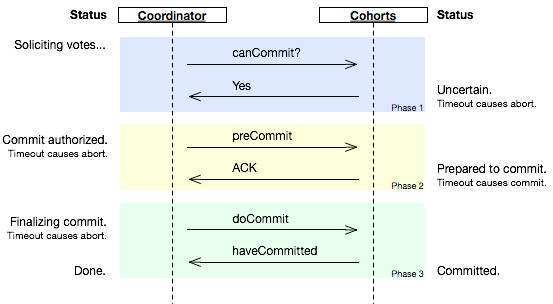 Status
Coordinator
Cohorts
Status
Soliciting votes...
canCommit?
Yes
Uncertain.
Timeout causes abort.
Phase 1
Commit authorized.
Timeout causes abort.
preCommit
ACK
Prepared to commit.
Timeout causes commit.
Phase 2
Finalizing commit.
Timeout causes abort.
doCommit
haveCommitted
Done.
Committed.
Phase 3